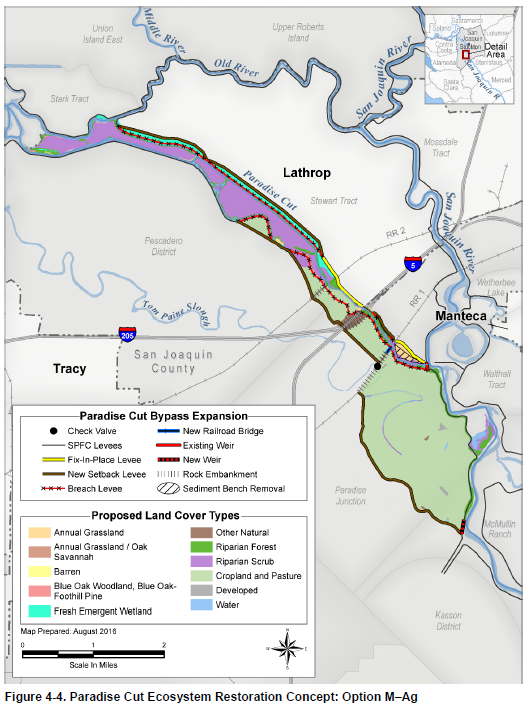 Union
Island East
Middle River
Upper Roberts
Island
Old River
San Joaquin River
Sacramento
Solano
San
Joaquin
Contra
Costa
Stockton
Detail
Area
Alameda
Stanislaus
Santa
Clara
San Joaquin R
Stark Tract
Mossdale
Tract
Lathrop
Paradise Cut
Stewart Tract
San Joaquin River
RR 2
Pescadero
District
5
Wetherbee
Lake
RR 1
Tom Paine Slough
Manteca
205
San Joaquin
County
Tracy
Walthall
Tract
Paradise Cut Bypass Expansion
Check Valve
SPFC Levees
Fix-In-Place Levee
New Setback Levee
Breach Levee
New Railroad Bridge
Existing Weir
New Weir
Rock Embankment
Sediment Bench Removal
Paradise
Junction
McMullin
Ranch
Kasson
District
Proposed Land Cover Types
Annual Grassland
Annual Grassland / Oak
Savannah
Barren
Blue Oak Woodland, Blue Oak-
Foothill Pine
Fresh Emergent Wetland
Other Natural
Riparian Forest
Riparian Scrub
Cropland and Pasture
Developed
Water
Map Prepared: August 2016
0 1 2
Scale In Miles
N
Figure 4-4. Paradise Cut Ecosystem Restoration Concept: Option M–Ag